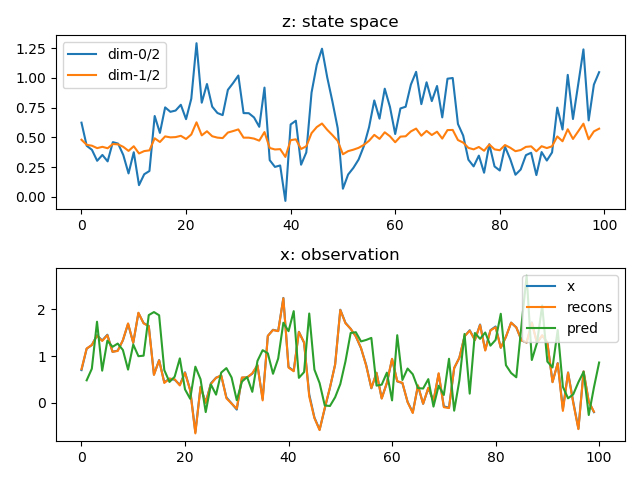 z: state space
1.25
1.00
0.75
0.50
0.25
0.00
dim-0/2
dim-1/2
0 20 40 60 80 100
x: observation
2
1
0
x
recons
pred
0 20 40 60 80 100